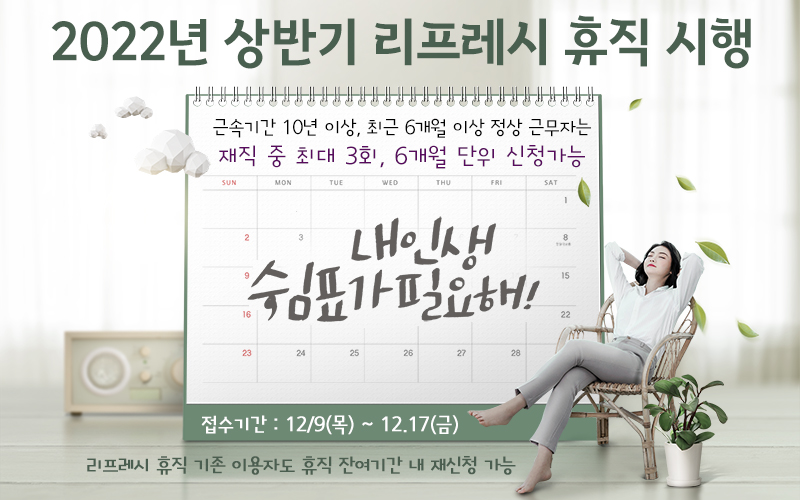 2022년 상반기 리프레시 휴직 시행
근속기간 10년 이상, 최근 6개월 이상 정상 근무자는
재직 중 최대 3회, 6개월 단위 신청가능
SUN MON TUE WED THU FRI SAT
1
2 3 8
내인생
쉼표가필요해!
9 15
16 22
23 24 25 26 27 28
접수기간 : 12/9(목) ~ 12.17(금)
리프레시 휴직 기존 이용자도 휴직 잔여기간 내 재신청 가능